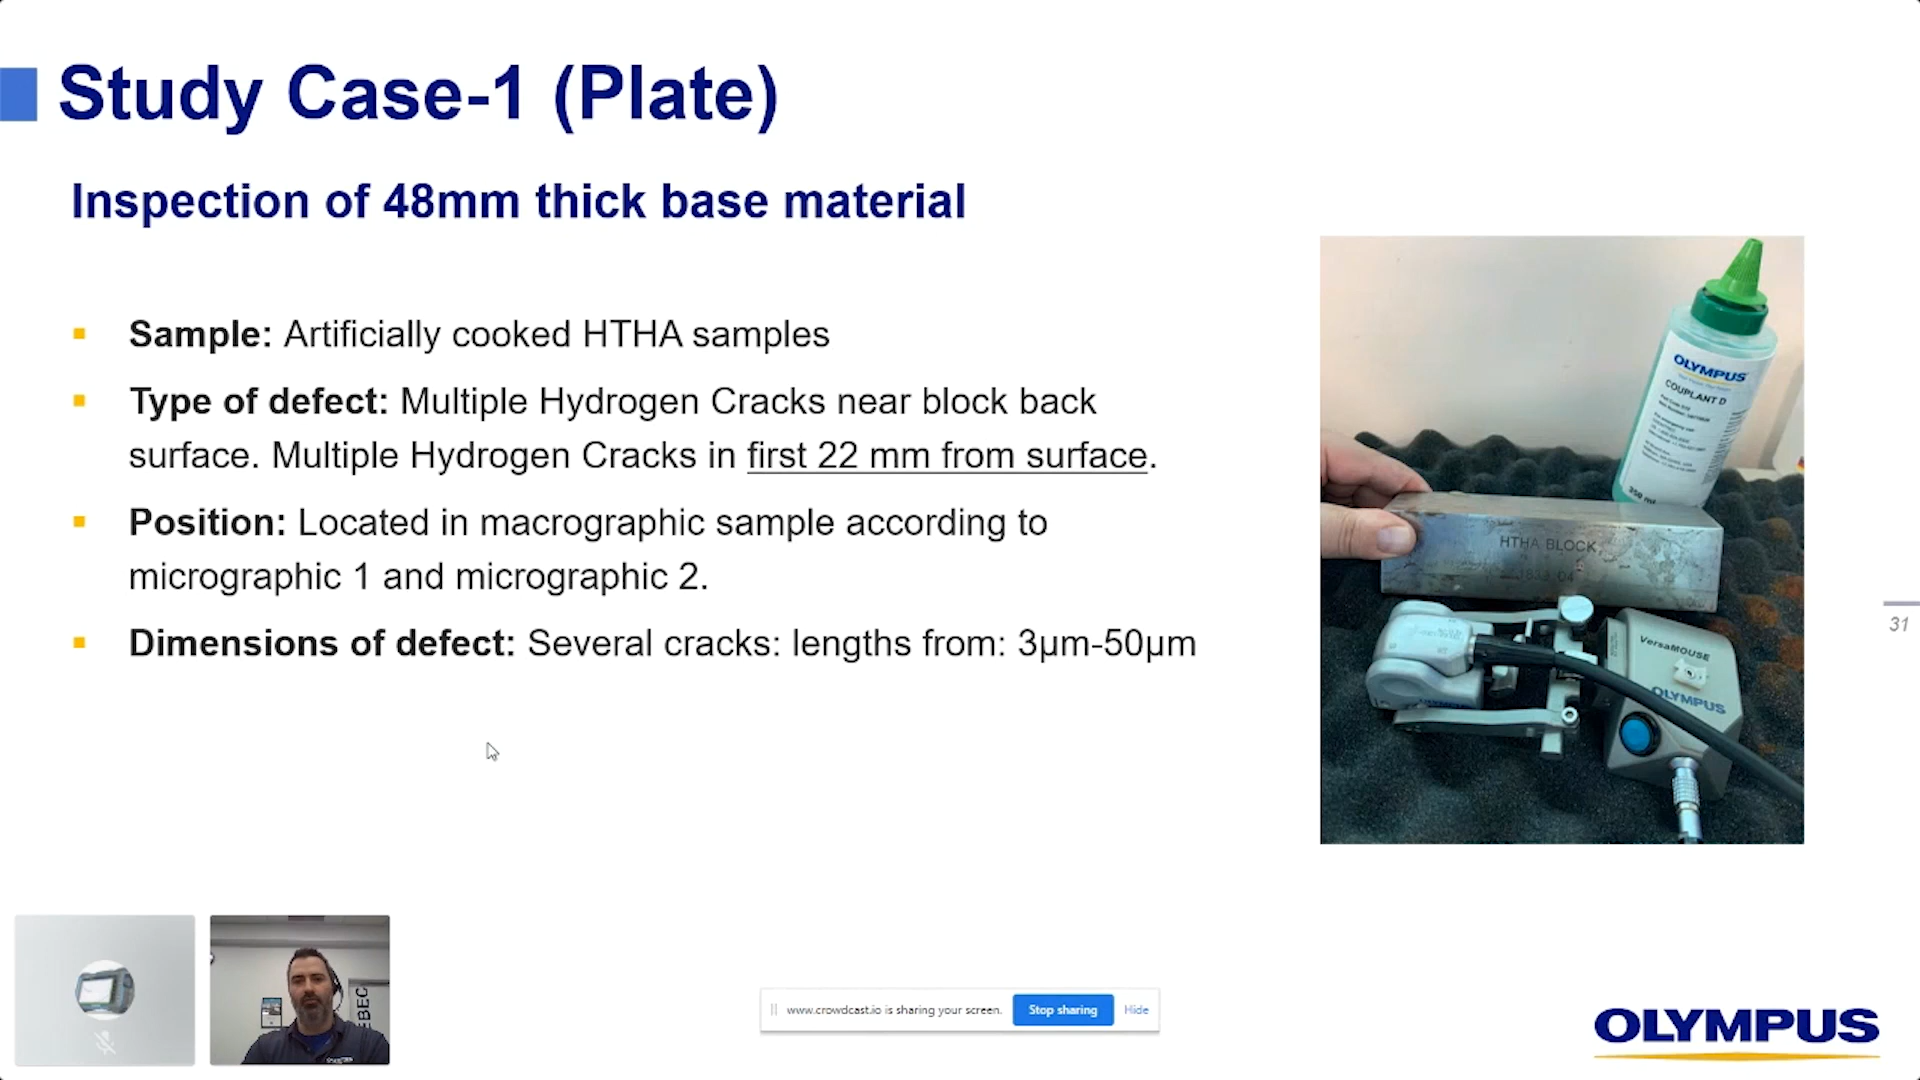 Study Case-1 (Plate)
Inspection of 48mm thick base material
Sample: Artificially cooked HTHA samples
Type of defect: Multiple Hydrogen Cracks near block back
surface. Multiple Hydrogen Cracks in first 22 mm from surface.
Position: Located in macrographic sample according to
micrographic 1 and micrographic 2.
Dimensions of defect: Several cracks: lengths from: 3µm-50µm
OLYMPUS
COUPLANT D
350 ml
HTHA BLOCK
VersaMOUSE
OLYMPUS
31
EBEC
www.crowdcast.io is sharing your screen.
Stop sharing
Hide
OLYMPUS